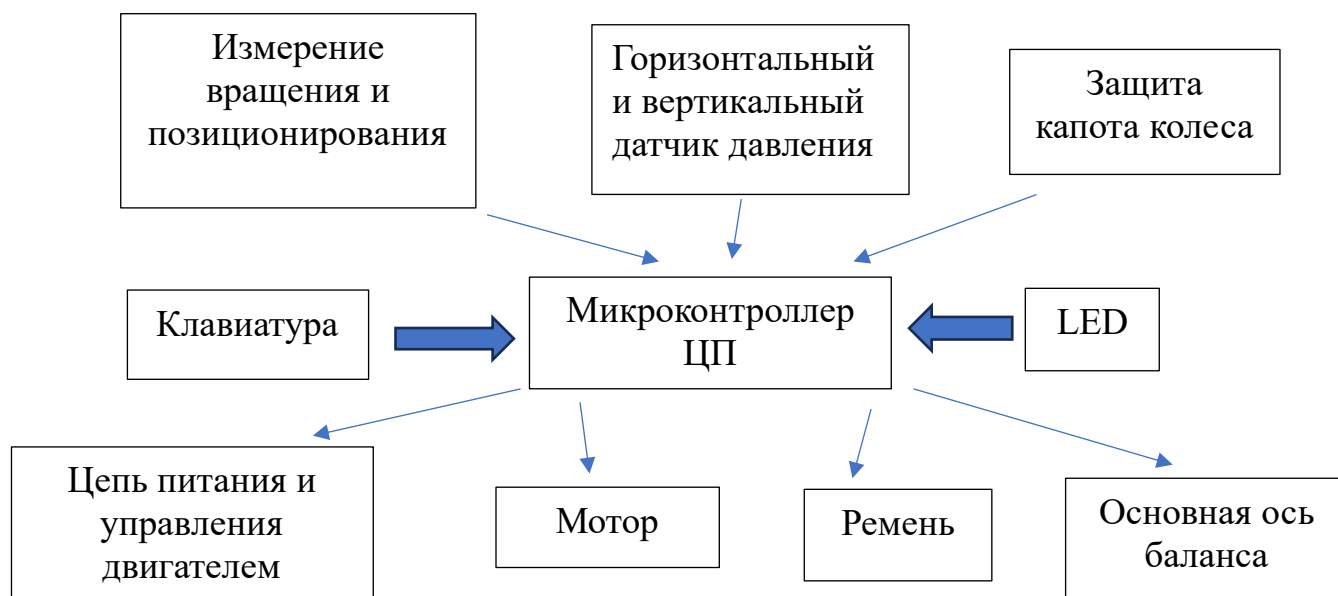 Измерение
вращения и
позиционирования
Горизонтальный
и вертикальный
датчик давления
Защита
капота колеса
Клавиатура
Микроконтроллер
ЦП
LED
Цепь питания и
управления
двигателем
Мотор
Ремень
Основная ось
баланса